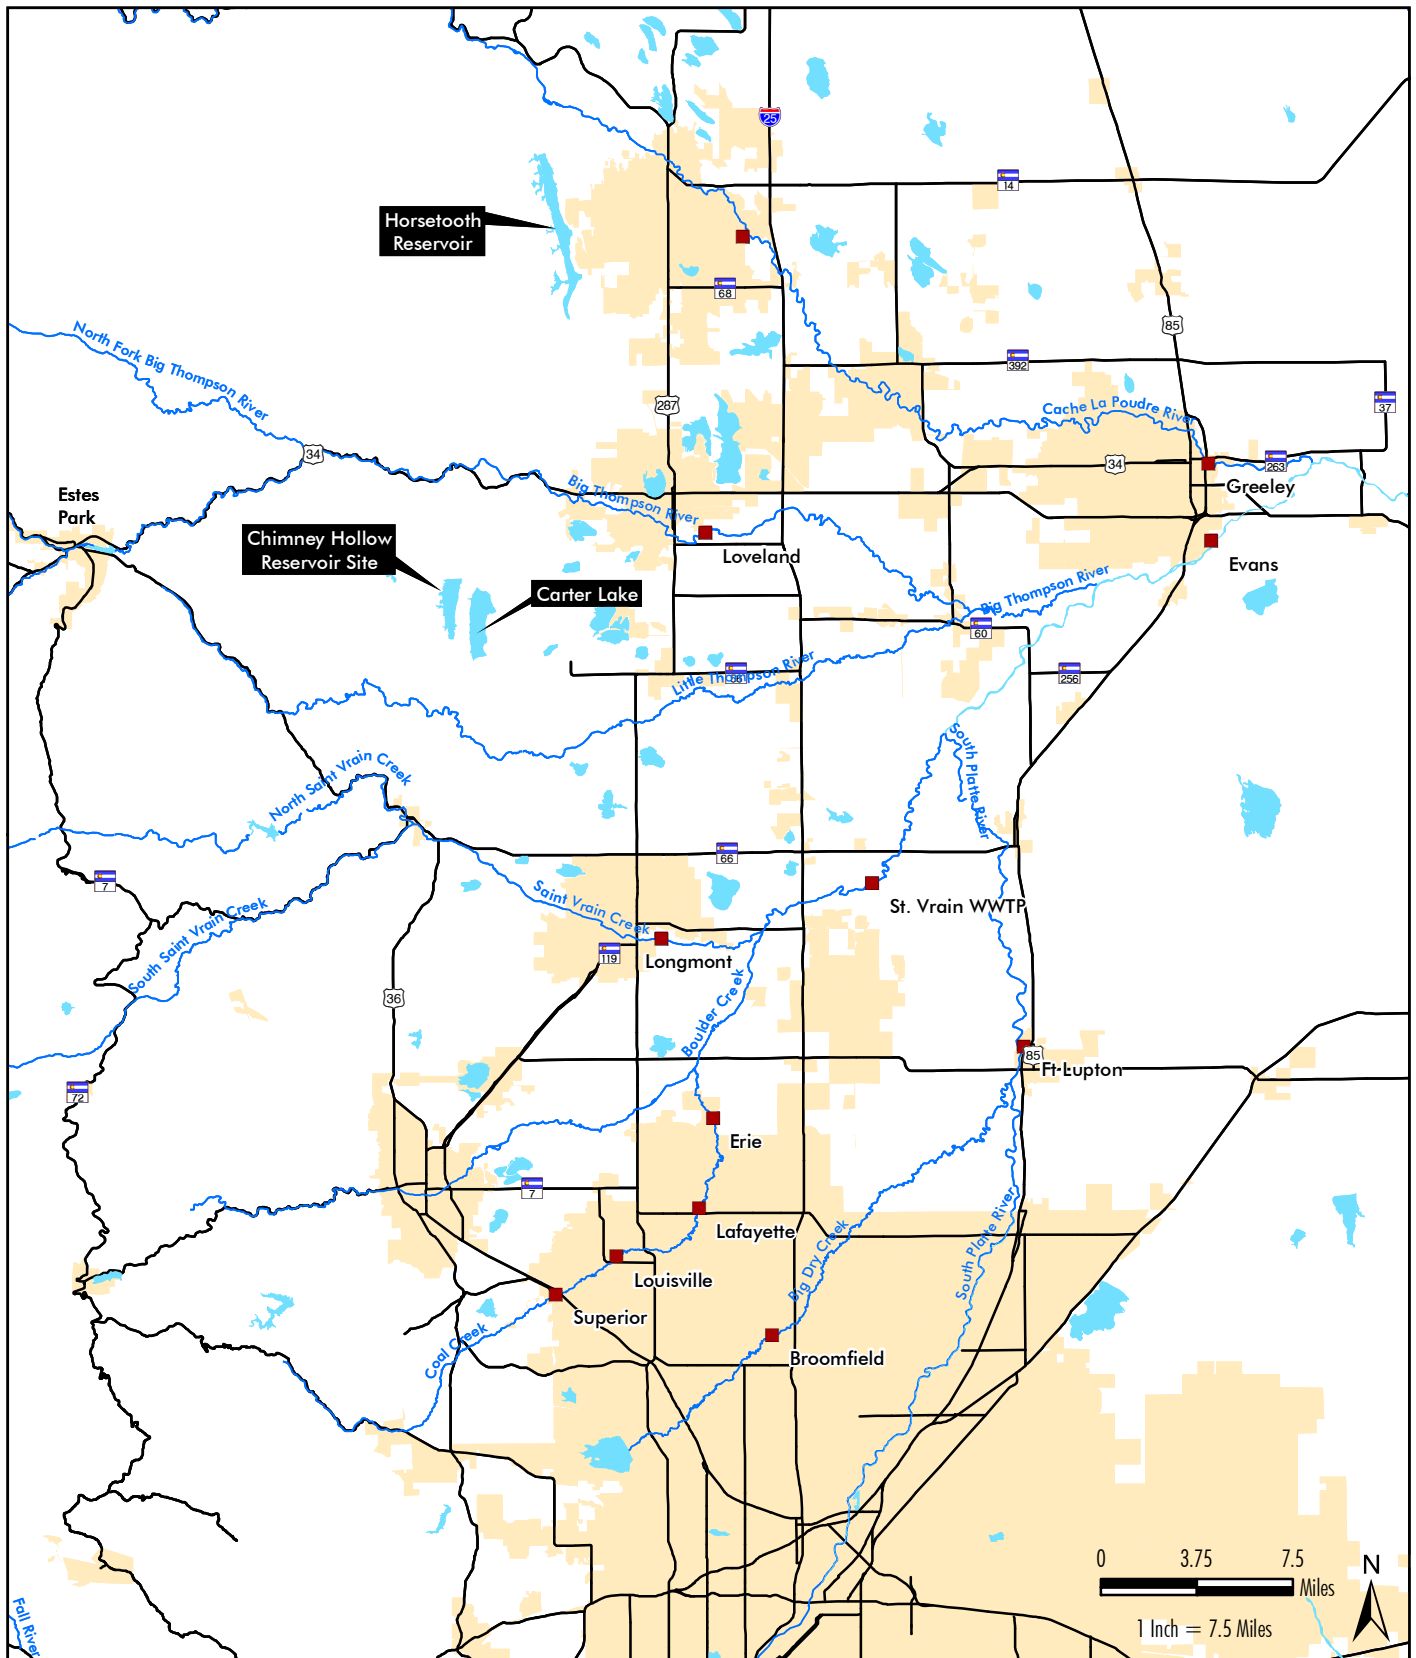 25
14
Horsetooth
Reservoir
68
85
North Fork Big Thompson River
392
287
37
Cache La Poudre River
34
34
263
Greeley
Estes
Park
Big Thompson River
Chimney Hollow
Reservoir Site
Loveland
Evans
Carter Lake
Big Thompson River
60
Little Thompson River
56
256
South Platte River
North Saint Vrain Creek
66
7
Saint Vrain Creek
St. Vrain WWTP
South Saint Vrain Creek
119
Longmont
36
Boulder Creek
85
Ft Lupton
72
Erie
7
Lafayette
Big Dry Creek
South Platte River
Louisville
Superior
Coal Creek
Broomfield
0 3.75 7.5
Miles
N
1 Inch = 7.5 Miles
Fall River